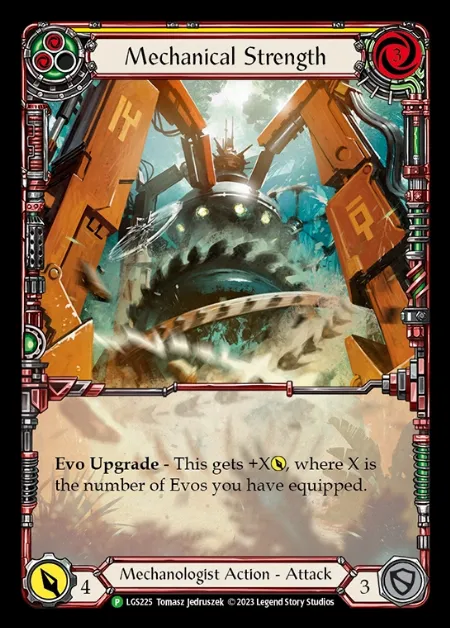 Mechanical Strength
3
Evo Upgrade - This gets +X, where X is
the number of Evos you have equipped.
4
Mechanologist Action - Attack
3
P LGS225 Tomasz Jedruszek © 2023 Legend Story Studios